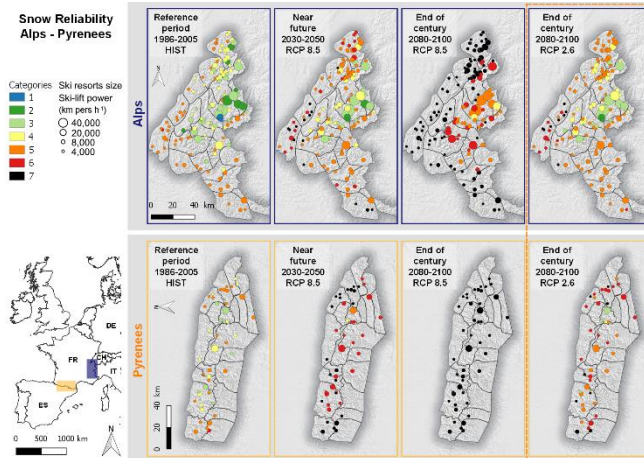 Snow Reliability
Alps - Pyrenees
Categories
1
2
3
4
5
6
7
Ski resorts size
Ski-lift power
(km pers h⁻¹)
40,000
20,000
8,000
4,000
Alps
Reference
period
1986-2005
HIST
Near
future
2030-2050
RCP 8.5
End of
century
2080-2100
RCP 8.5
End of
century
2080-2100
RCP 2.6
N
0 20 40 km
Pyrenees
Reference
period
1986-2005
HIST
Near
future
2030-2050
RCP 8.5
End of
century
2080-2100
RCP 8.5
End of
century
2080-2100
RCP 2.6
N
0 20 40 km
DE
FR
CH
IT
ES
N
0 500 1000 km